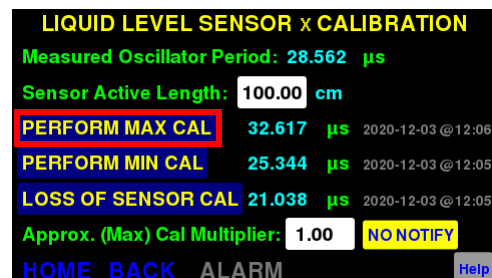 LIQUID LEVEL SENSOR x CALIBRATION
Measured Oscillator Period: 28.562 µs
Sensor Active Length: 100.00 cm
PERFORM MAX CAL 32.617 µs 2020-12-03 @12:06
PERFORM MIN CAL 25.344 µs 2020-12-03 @12:05
LOSS OF SENSOR CAL 21.038 µs 2020-12-03 @12:05
Approx. (Max) Cal Multiplier: 1.00 NO NOTIFY
HOME BACK ALARM Help